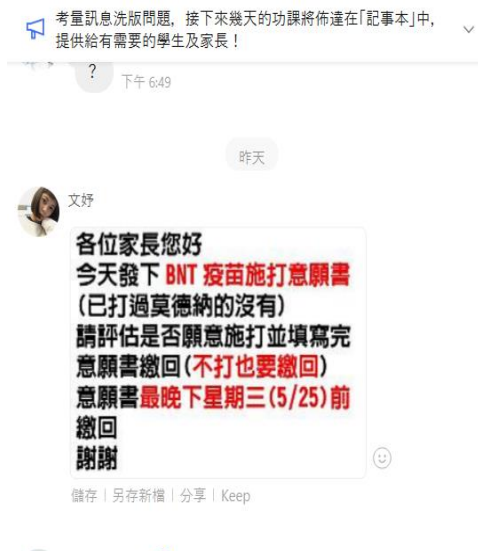 考量訊息洗版問題，接下來幾天的功課將佈達在「記事本」中，
提供給有需要的學生及家長！
?
下午 6:49
昨天
文妤
各位家長您好
今天發下 BNT 疫苗施打意願書
(已打過莫德納的沒有)
請評估是否願意施打並填寫完
意願書繳回(不打也要繳回)
意願書最晚下星期三(5/25)前
繳回
謝謝
儲存｜另存新檔｜分享｜Keep